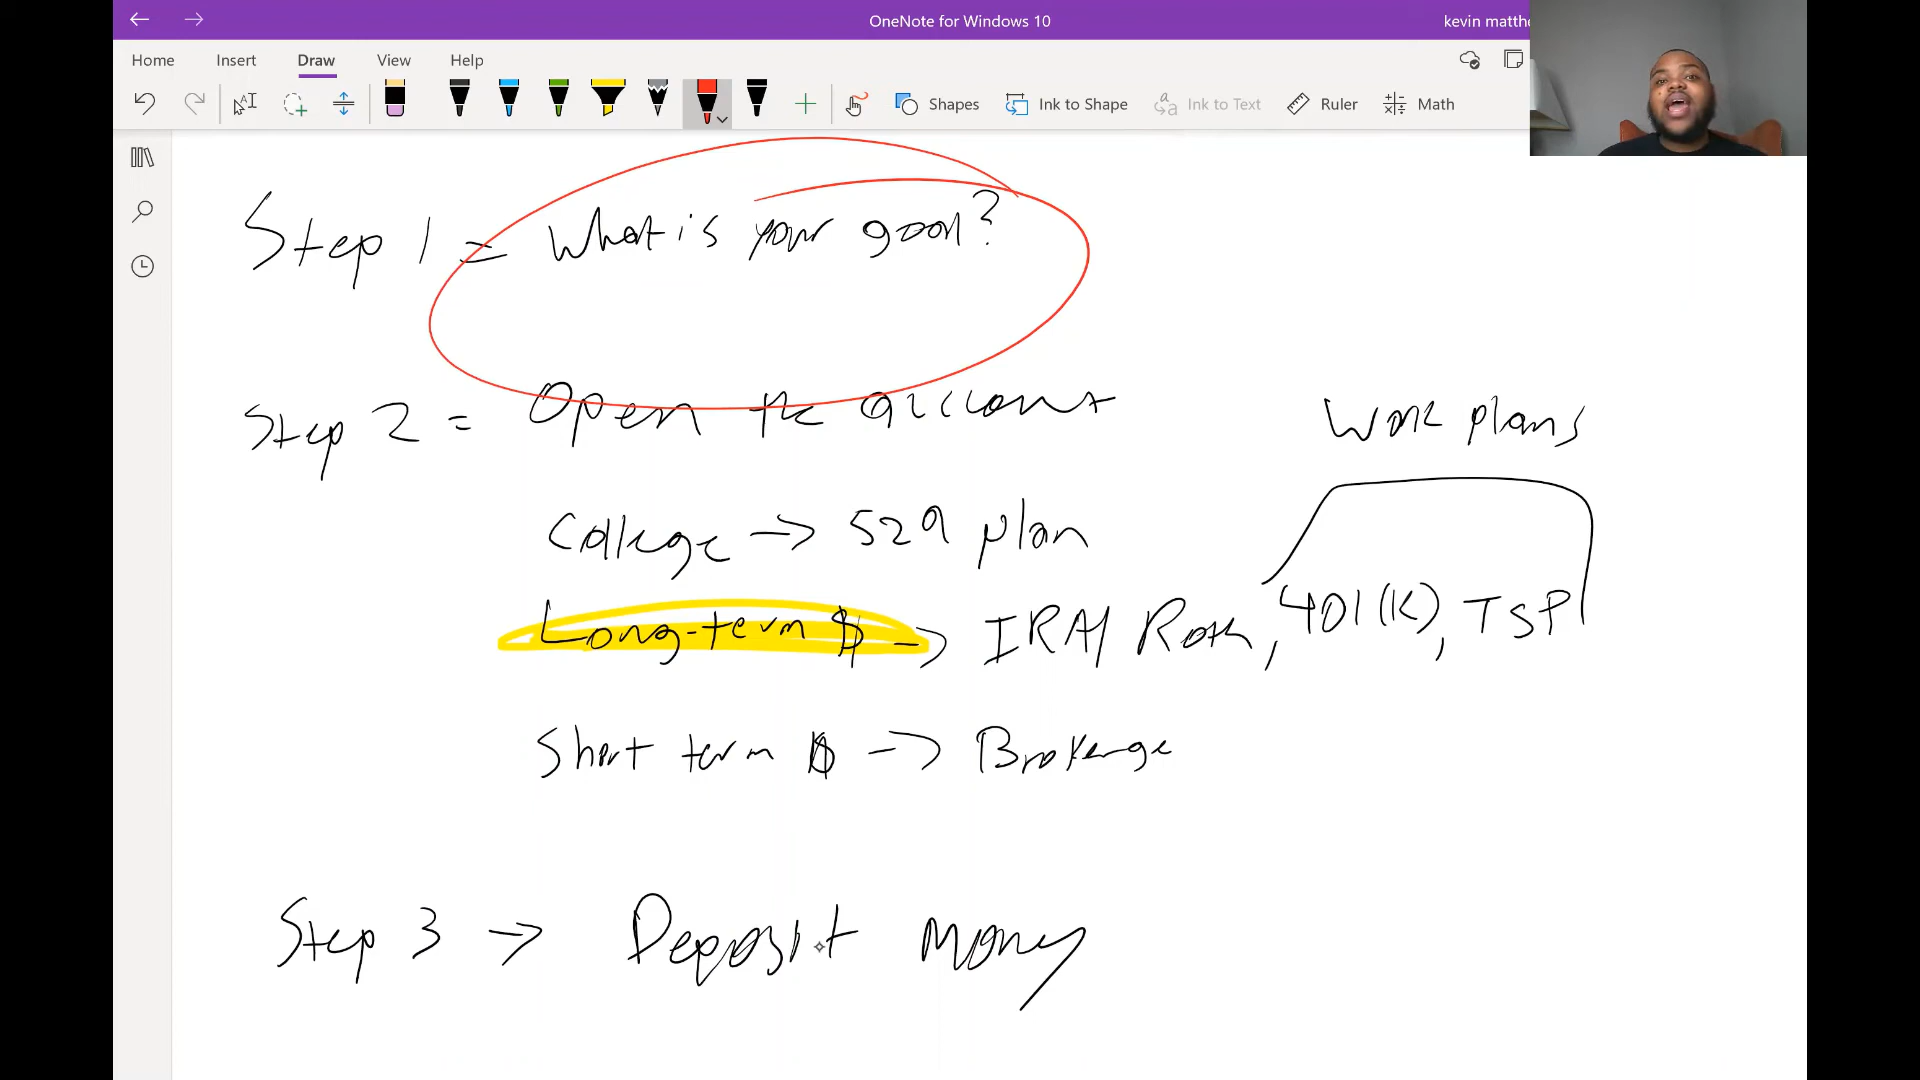 OneNote for Windows 10
kevin matthe
Home Insert Draw View Help
Shapes Ink to Shape Ink to Text Ruler Math
Step 1 = What is your goal?
Step 2 = Open the account
Work plans
College -> 529 plan
Long-term $ -> IRA/ Roth, 401(K), TSP
Short term $ -> Brokerage
Step 3 -> Deposit money